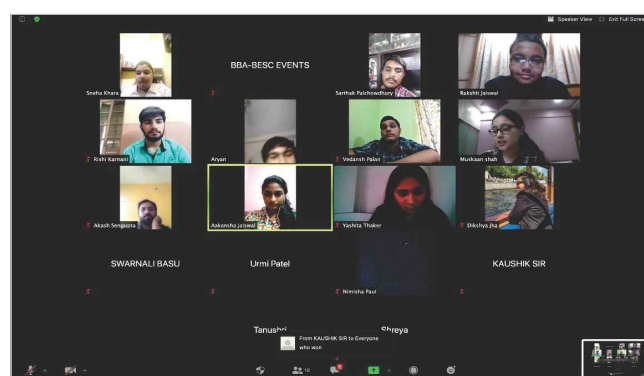 Speaker View Exit Full Screen
BBA-BESC EVENTS
Sneha Khara
Sarthak Palchowdhury
Rakshit Jaiswal
Rishi Karnani
Aryan
Vedansh Palan
Muskaan shah
Akash Sengupta
Aakansha Jaiswal
Yashita Thaker
Dikshya Jha
SWARNALI BASU
Urmi Patel
KAUSHIK SIR
Nimisha Paul
Shreya
From KAUSHIK SIR to Everyone
who won
18